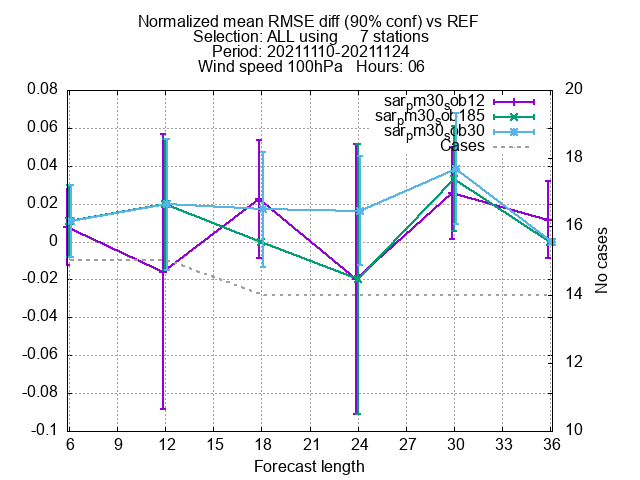 Normalized mean RMSE diff (90% conf) vs REF
Selection: ALL using 7 stations
Period: 20211110-20211124
Wind speed 100hPa Hours: 06
sar_pm30_sob12
sar_pm30_sob185
sar_pm30_sob30
Cases
0.08
0.06
0.04
0.02
0
-0.02
-0.04
-0.06
-0.08
-0.1
20
18
16
14
12
10
No cases
6 9 12 15 18 21 24 27 30 33 36
Forecast length